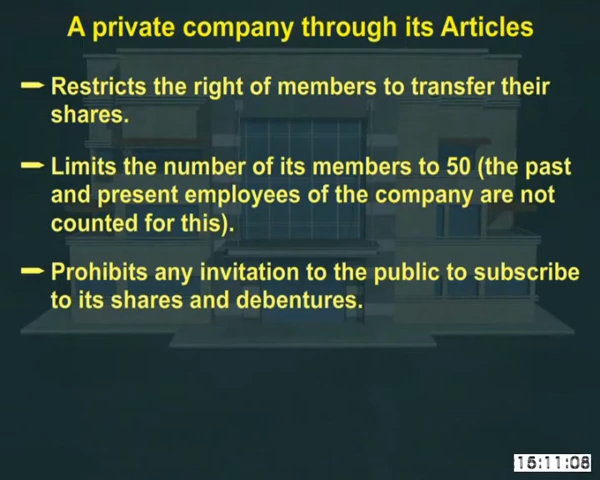 A private company through its Articles
Restricts the right of members to transfer their
shares.
Limits the number of its members to 50 (the past
and present employees of the company are not
counted for this).
Prohibits any invitation to the public to subscribe
to its shares and debentures.
15:11:08